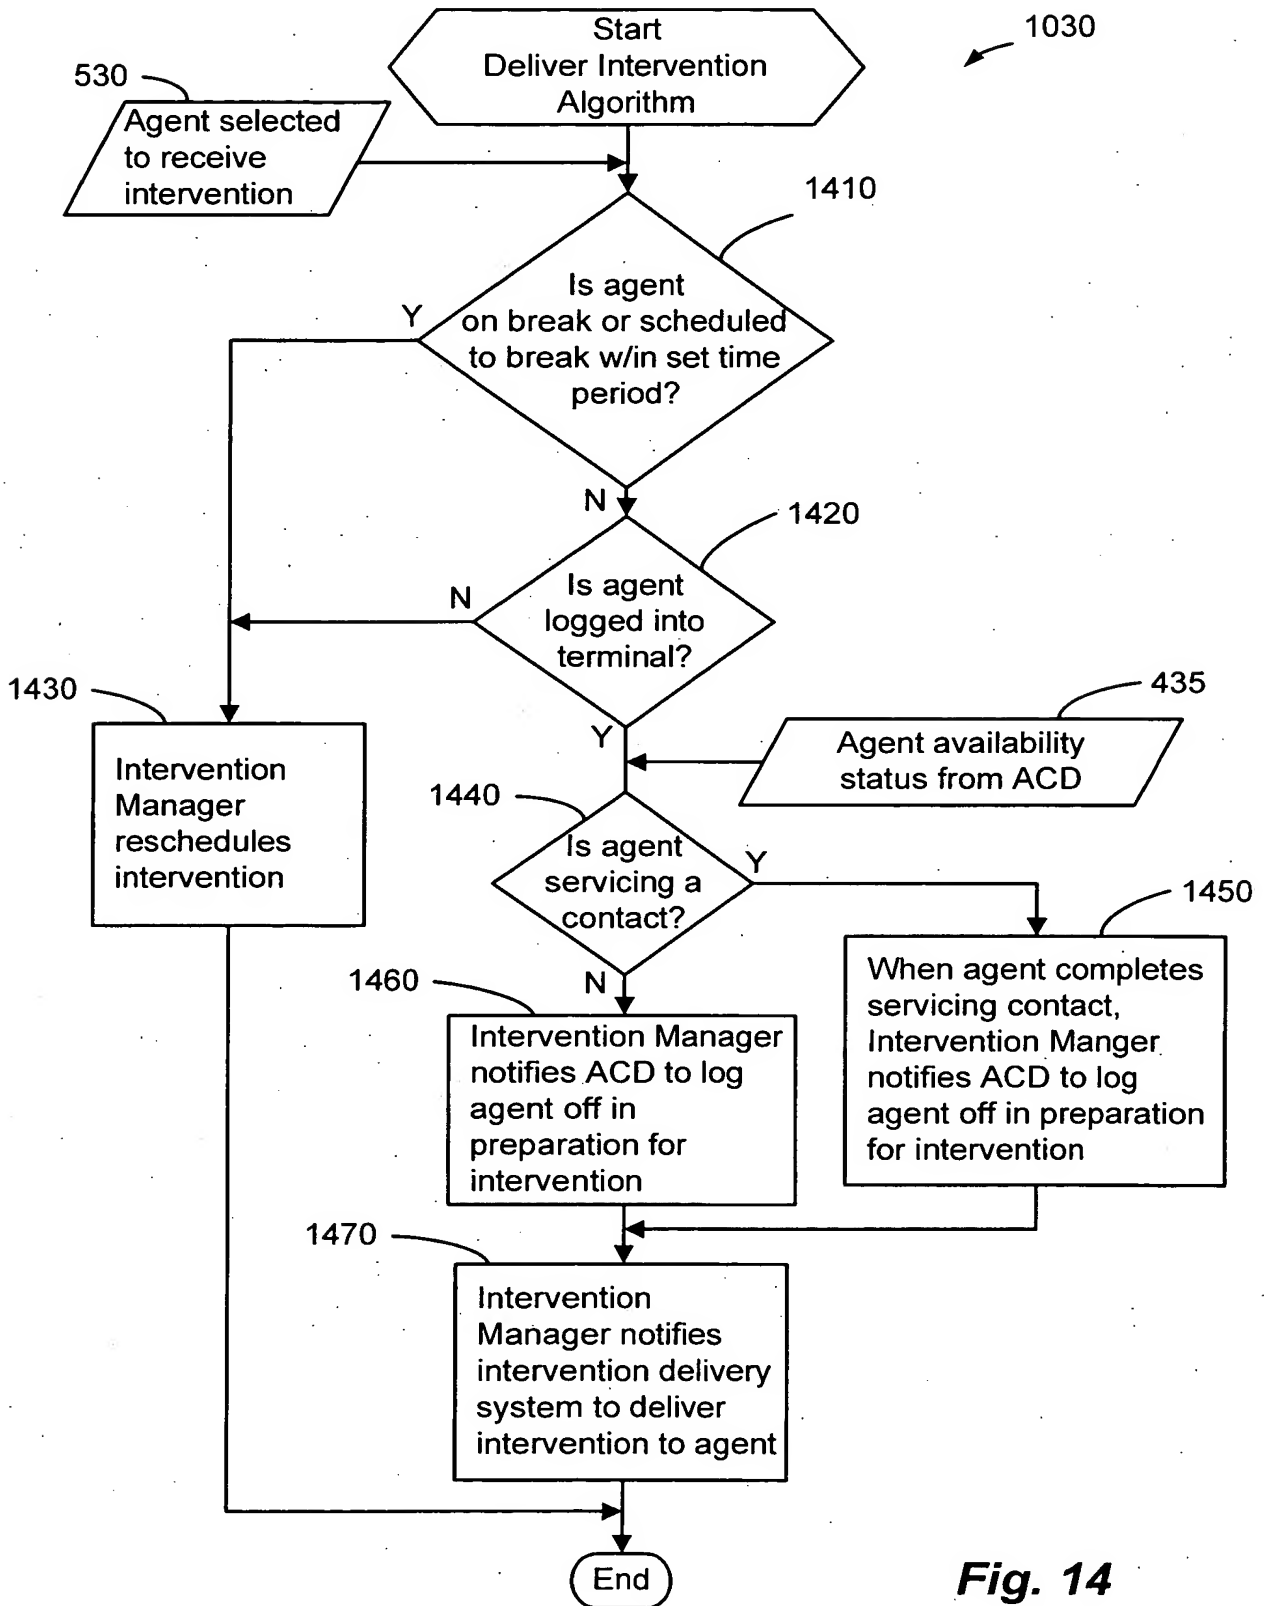 Start
Deliver Intervention
Algorithm
1030
530
Agent selected
to receive
intervention
1410
Is agent
on break or scheduled
to break w/in set time
period?
Y
N
1420
Is agent
logged into
terminal?
N
Y
1430
Intervention
Manager
reschedules
intervention
435
Agent availability
status from ACD
1440
Is agent
servicing a
contact?
Y
N
1450
When agent completes
servicing contact,
Intervention Manger
notifies ACD to log
agent off in preparation
for intervention
1460
Intervention Manager
notifies ACD to log
agent off in
preparation for
intervention
1470
Intervention
Manager notifies
intervention delivery
system to deliver
intervention to agent
End
Fig. 14